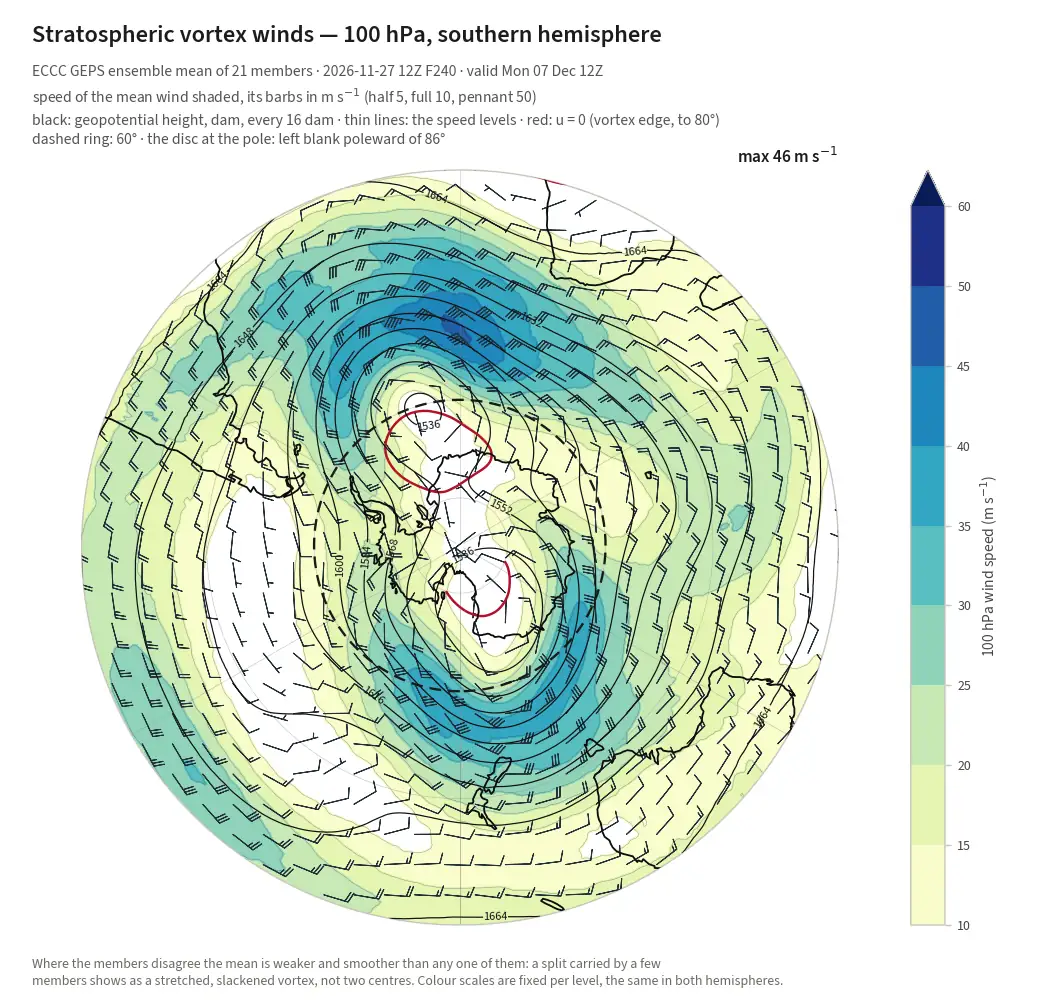 Stratospheric vortex winds — 100 hPa, southern hemisphere
ECCC GEPS ensemble mean of 21 members · 2026-11-27 12Z F240 · valid Mon 07 Dec 12Z
speed of the mean wind shaded, its barbs in m s⁻¹ (half 5, full 10, pennant 50)
black: geopotential height, dam, every 16 dam · thin lines: the speed levels · red: u = 0 (vortex edge, to 80°)
dashed ring: 60° · the disc at the pole: left blank poleward of 86°
max 46 m s⁻¹
1664
1664
1664
1632
1648
1536
1552
1536
1568
1584
1600
1616
1664
1664
60
50
45
40
35
30
25
20
15
10
100 hPa wind speed (m s⁻¹)
Where the members disagree the mean is weaker and smoother than any one of them: a split carried by a few
members shows as a stretched, slackened vortex, not two centres. Colour scales are fixed per level, the same in both hemispheres.